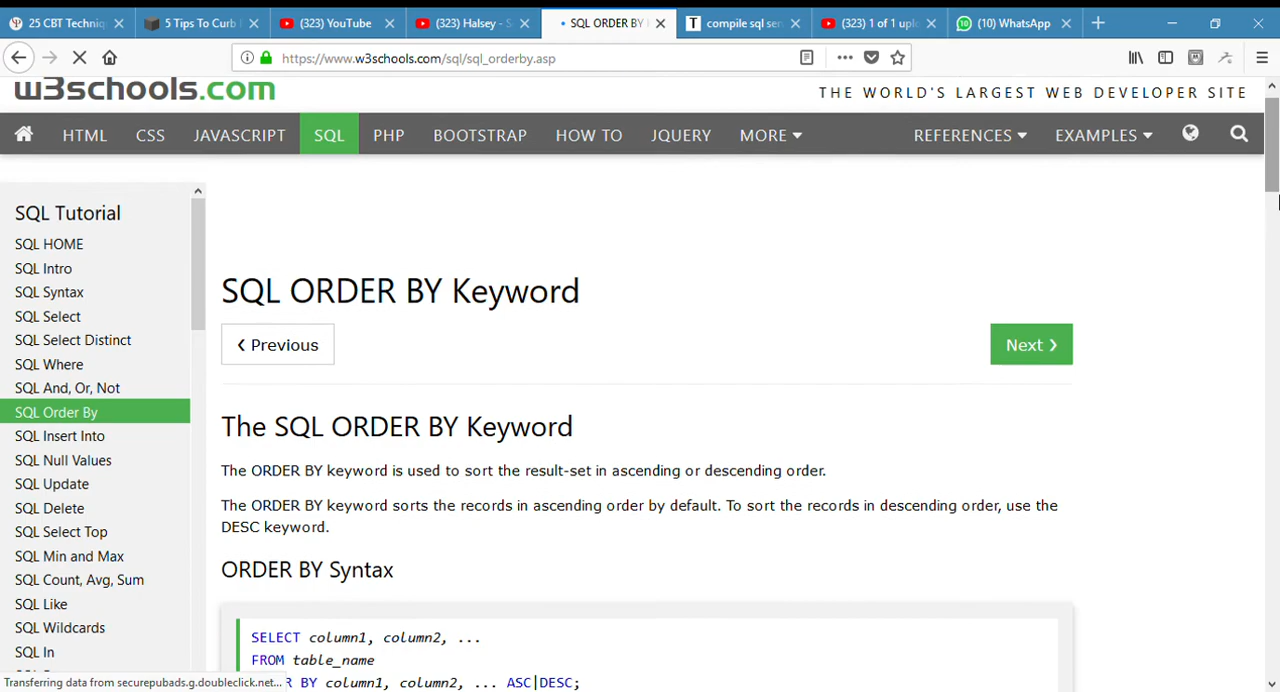 25 CBT Techniq
5 Tips To Curb
(323) YouTube
(323) Halsey - S
SQL ORDER BY
compile sql ser
(323) 1 of 1 uplo
(10) WhatsApp
https://www.w3schools.com/sql/sql_orderby.asp
w3schools.com
THE WORLD'S LARGEST WEB DEVELOPER SITE
HTML CSS JAVASCRIPT SQL PHP BOOTSTRAP HOW TO JQUERY MORE REFERENCES EXAMPLES
SQL Tutorial
SQL HOME
SQL Intro
SQL Syntax
SQL Select
SQL Select Distinct
SQL Where
SQL And, Or, Not
SQL Order By
SQL Insert Into
SQL Null Values
SQL Update
SQL Delete
SQL Select Top
SQL Min and Max
SQL Count, Avg, Sum
SQL Like
SQL Wildcards
SQL In
SQL ORDER BY Keyword
❮ Previous
Next ❯
The SQL ORDER BY Keyword
The ORDER BY keyword is used to sort the result-set in ascending or descending order.
The ORDER BY keyword sorts the records in ascending order by default. To sort the records in descending order, use the
DESC keyword.
ORDER BY Syntax
SELECT column1, column2, ...
FROM table_name
R BY column1, column2, ... ASC|DESC;
Transferring data from securepubads.g.doubleclick.net...